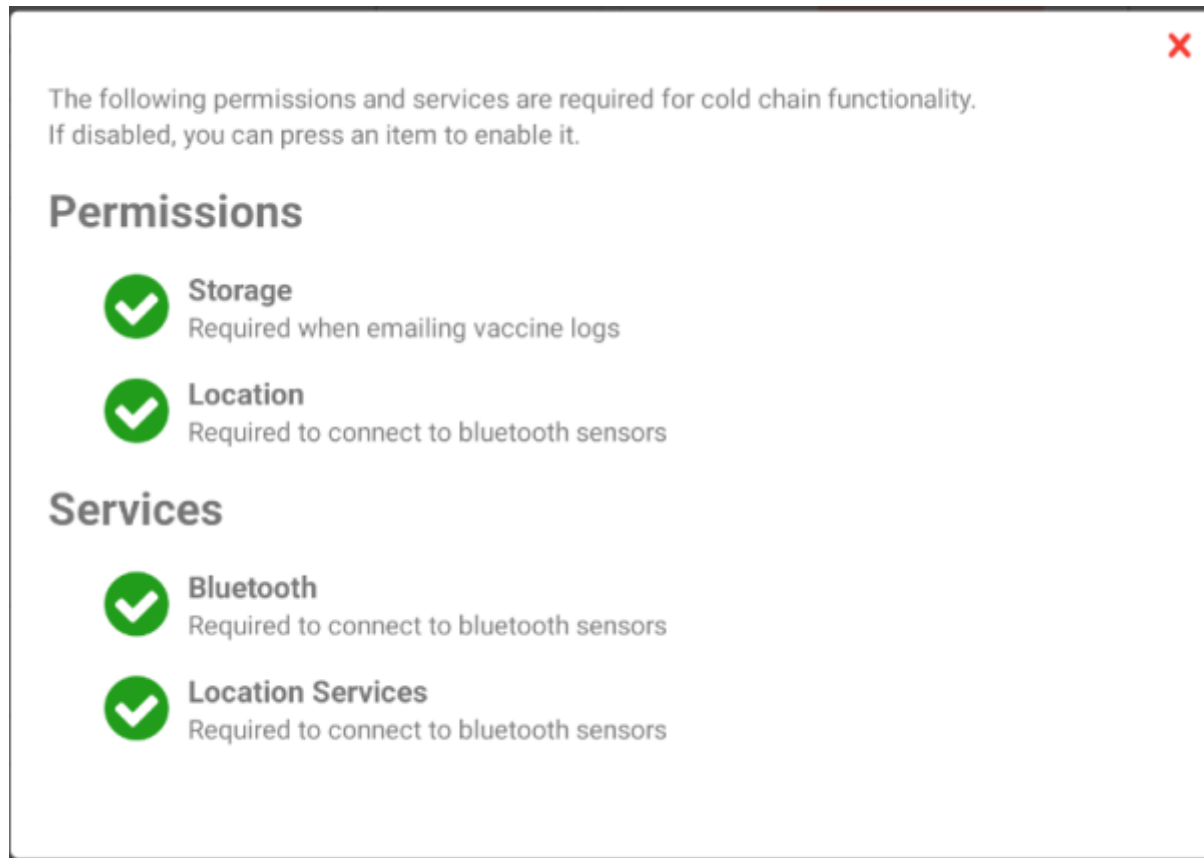 The following permissions and services are required for cold chain functionality.
If disabled, you can press an item to enable it.
Permissions
Storage
Required when emailing vaccine logs
Location
Required to connect to bluetooth sensors
Services
Bluetooth
Required to connect to bluetooth sensors
Location Services
Required to connect to bluetooth sensors